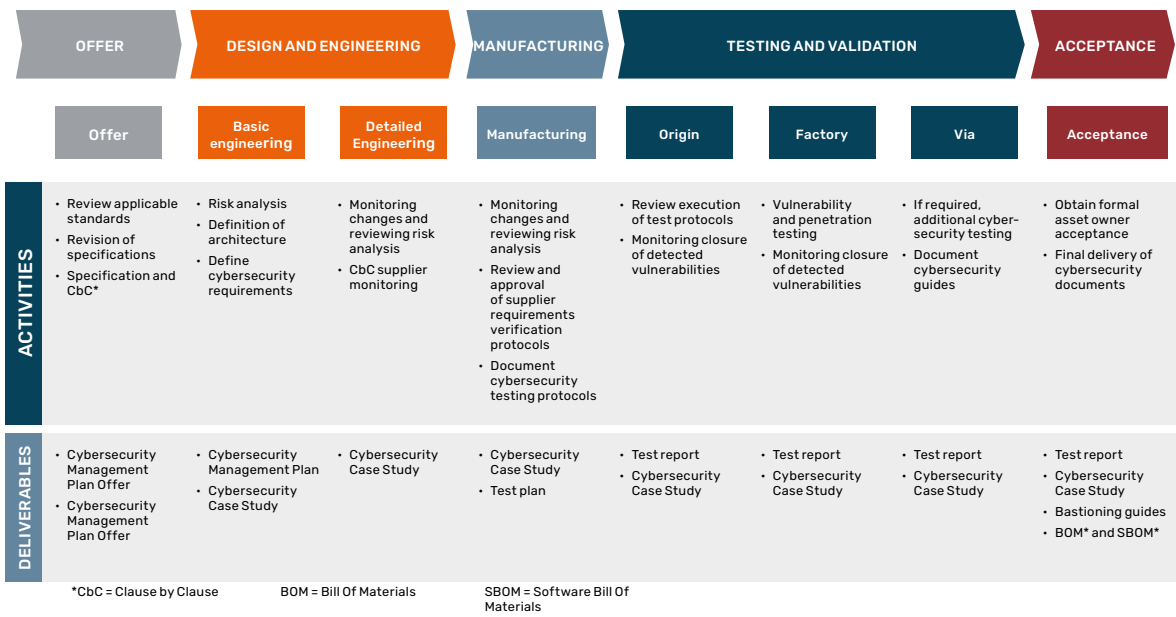 OFFER
DESIGN AND ENGINEERING
MANUFACTURING
TESTING AND VALIDATION
ACCEPTANCE
Offer
Basic
engineering
Detailed
Engineering
Manufacturing
Origin
Factory
Via
Acceptance
ACTIVITIES
• Review applicable
standards
• Revision of
specifications
• Specification and
CbC*
• Risk analysis
• Definition of
architecture
• Define
cybersecurity
requirements
• Monitoring
changes and
reviewing risk
analysis
• CbC supplier
monitoring
• Monitoring
changes and
reviewing risk
analysis
• Review and
approval
of supplier
requirements
verification
protocols
• Document
cybersecurity
testing protocols
• Review execution
of test protocols
• Monitoring closure
of detected
vulnerabilities
• Vulnerability
and penetration
testing
• Monitoring closure
of detected
vulnerabilities
• If required,
additional cyber-
security testing
• Document
cybersecurity
guides
• Obtain formal
asset owner
acceptance
• Final delivery of
cybersecurity
documents
DELIVERABLES
• Cybersecurity
Management
Plan Offer
• Cybersecurity
Management
Plan Offer
• Cybersecurity
Management Plan
• Cybersecurity
Case Study
• Cybersecurity
Case Study
• Cybersecurity
Case Study
• Test plan
• Test report
• Cybersecurity
Case Study
• Test report
• Cybersecurity
Case Study
• Test report
• Cybersecurity
Case Study
• Test report
• Cybersecurity
Case Study
• Bastioning guides
• BOM* and SBOM*
*CbC = Clause by Clause
BOM = Bill Of Materials
SBOM = Software Bill Of
Materials